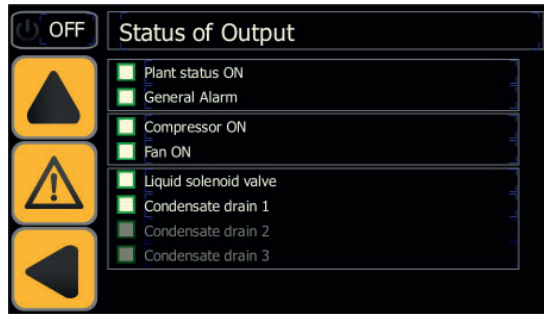 OFF
Status of Output
Plant status ON
General Alarm
Compressor ON
Fan ON
Liquid solenoid valve
Condensate drain 1
Condensate drain 2
Condensate drain 3